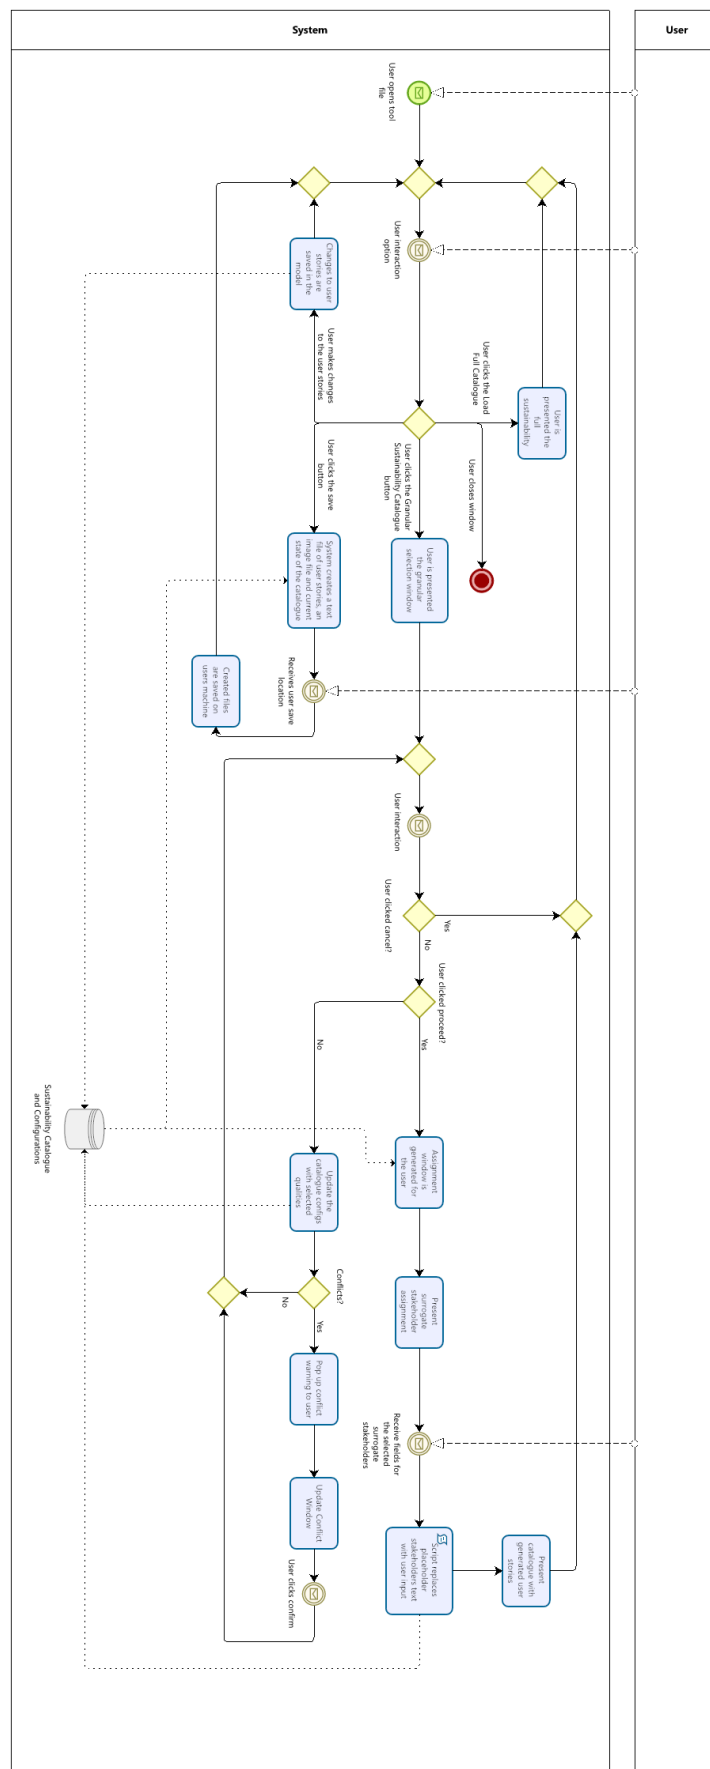 System
User
User opens tool
file
User interaction
option
Changes to user
stories are
saved in the
model
User makes changes
to the user stories
User clicks the Load
Full Catalogue
User is
presented the
full
sustainability
User closes window
User clicks the save
button
User clicks the Granular
Sustainability Catalogue
button
System creates a text
file of user stories, an
image file and current
state of the catalogue
User is presented
the granular
selection window
Receives user save
location
Created files
are saved on
users machine
User interaction
User clicked cancel?
Yes
No
User clicked proceed?
Yes
No
Sustainability Catalogue
and Configurations
Assignment
window is
generated for
the user
Update the
catalogue configs
with selected
qualities
Present
surrogate
stakeholder
assignment
Conflicts?
No
Yes
Pop up conflict
warning to user
Receive fields for
the selected
surrogate
stakeholders
Update Conflict
Window
User clicks confirm
Script replaces
placeholder
stakeholders text
with user input
Present
catalogue with
generated user
stories